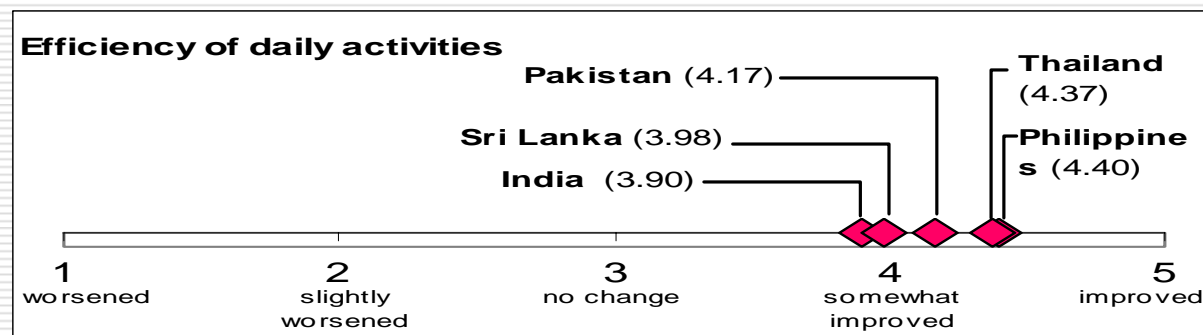 Efficiency of daily activities
Pakistan (4.17)
Thailand
(4.37)
Sri Lanka (3.98)
Philippine
s (4.40)
India (3.90)
1 2 3 4 5
worsened slightly no change somewhat improved
worsened improved